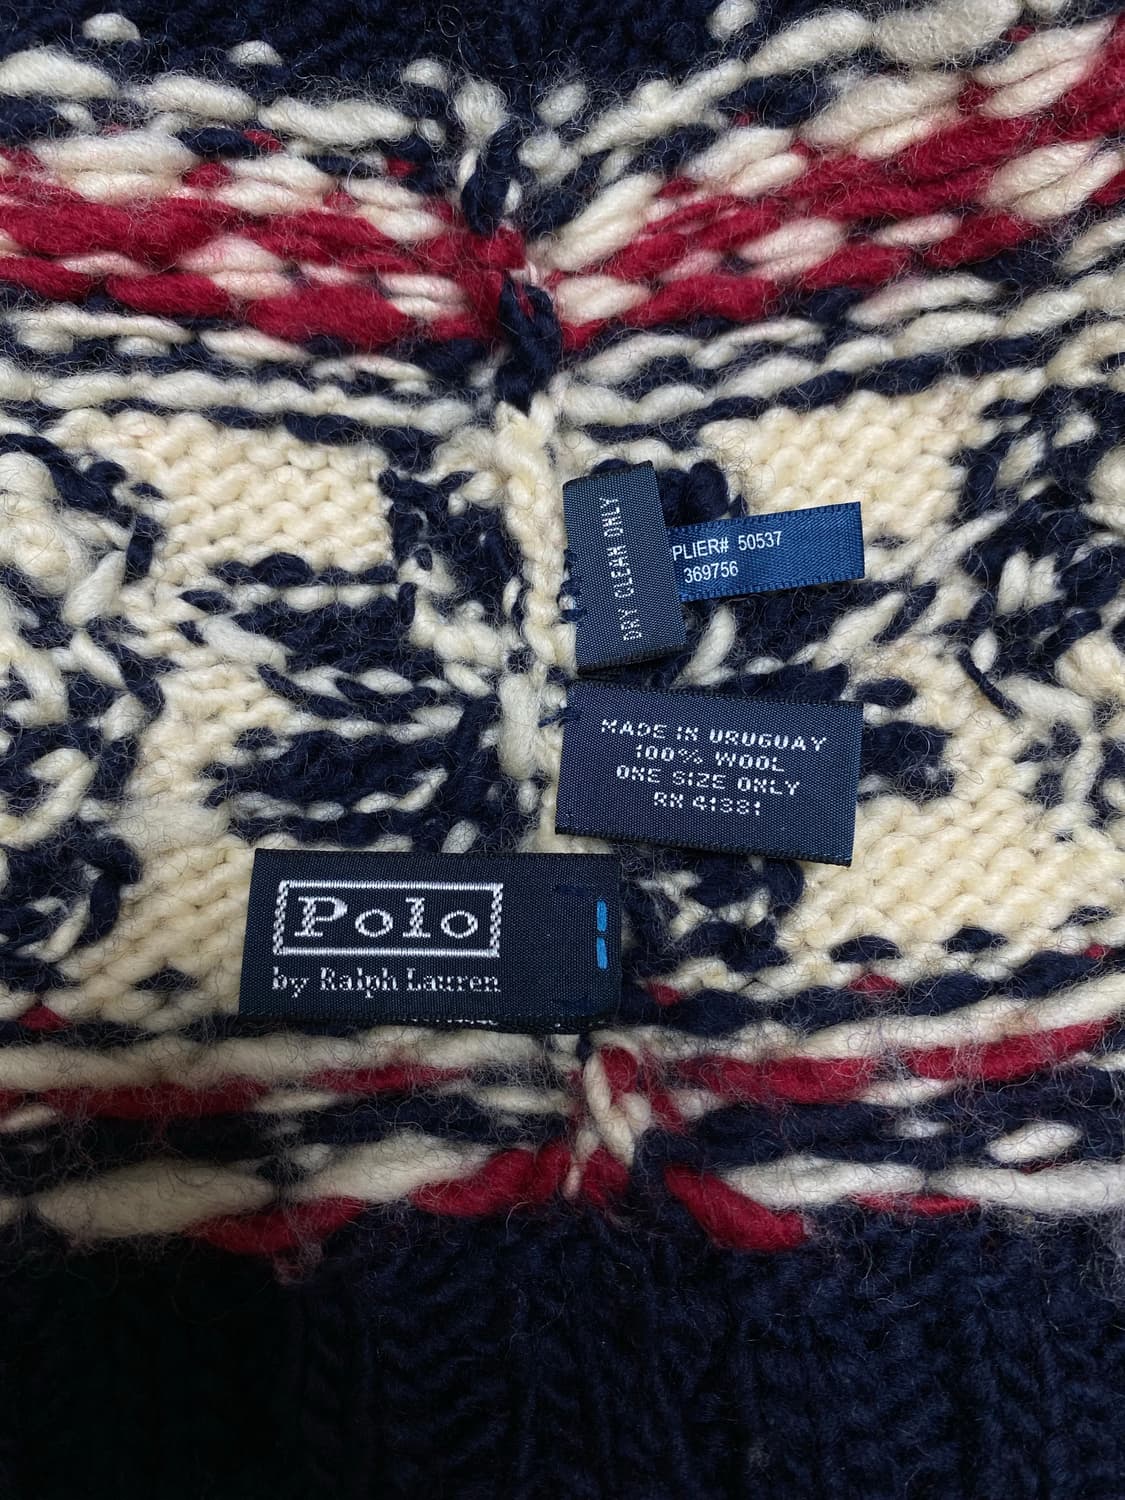 DRY CLEAN ONLY
PLIER# 50537
369756
MADE IN URUGUAY
100% WOOL
ONE SIZE ONLY
RN 41381
Polo
by Ralph Lauren